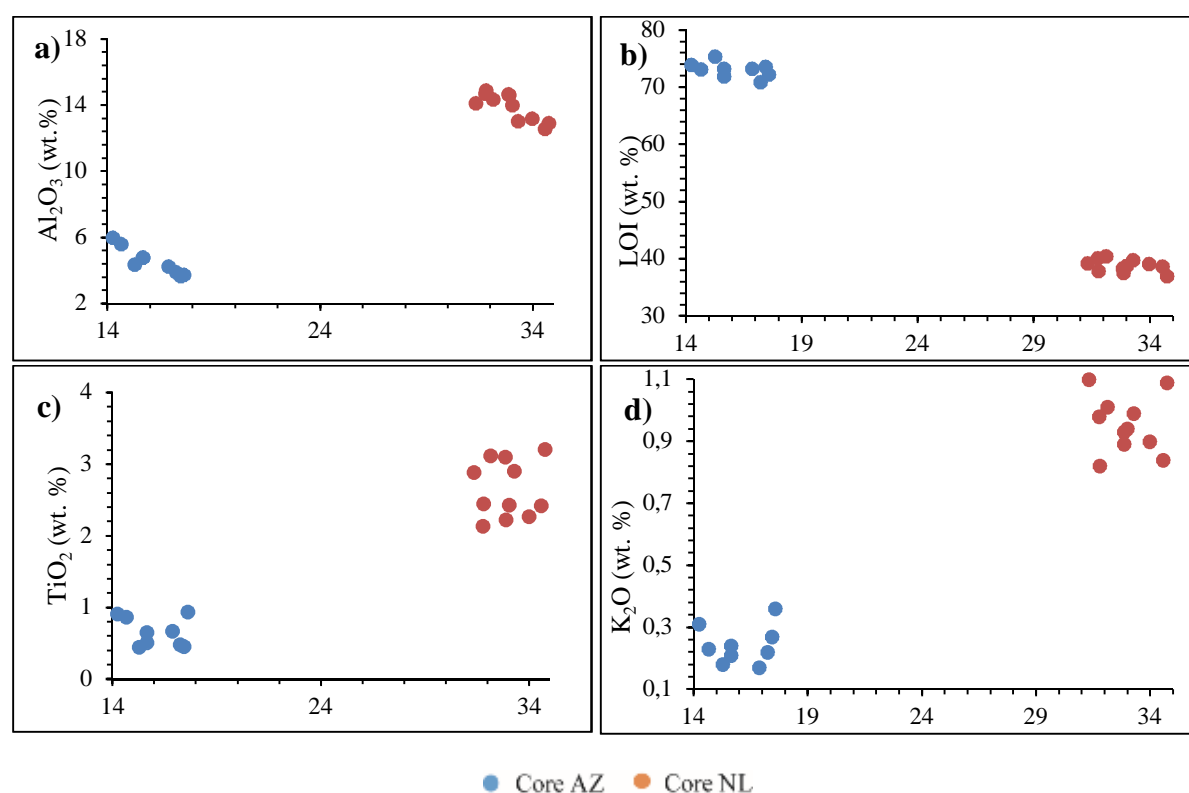 a)
Al2O3 (wt.%)
18
14
10
6
2
14 24 34
b)
LOI (wt. %)
80
70
60
50
40
30
14 19 24 29 34
c)
TiO2 (wt. %)
4
3
2
1
0
14 24 34
d)
K2O (wt. %)
1,1
0,9
0,7
0,5
0,3
0,1
14 19 24 29 34
Core AZ Core NL